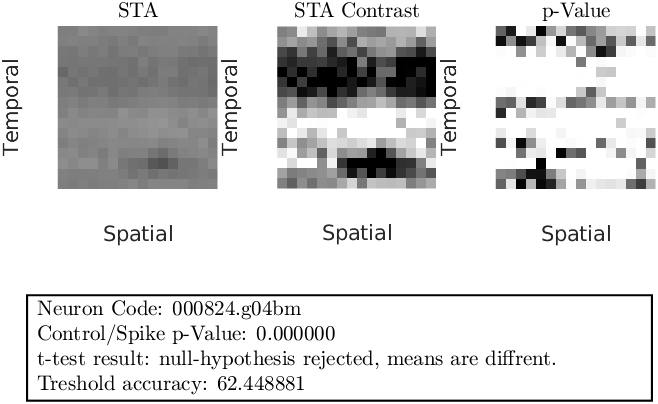 STA STA Contrast p-Value
Temporal Temporal Temporal
Spatial Spatial Spatial
Neuron Code: 000824.g04bm
Control/Spike p-Value: 0.000000
t-test result: null-hypothesis rejected, means are diffrent.
Treshold accuracy: 62.448881